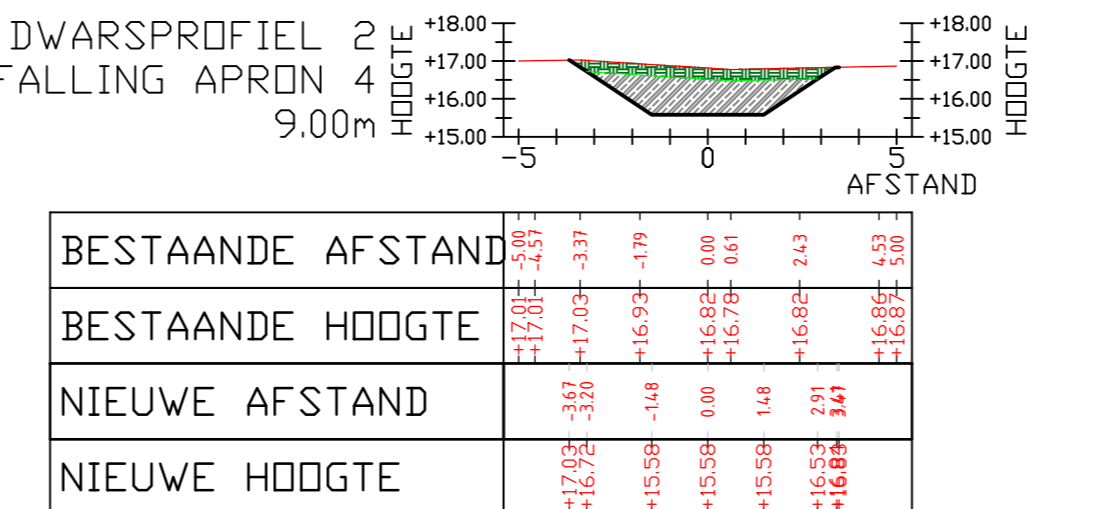 DWARSPROFIEL 2
FALLING APRON 4
9.00m
HOOGTE
+18.00
+17.00
+16.00
+15.00
+18.00
+17.00
+16.00
+15.00
HOOGTE
-5 0 5
AFSTAND
BESTAANDE AFSTAND -5.00 -4.57 -3.37 -1.79 0.00 0.61 2.43 4.53 5.00
BESTAANDE HOOGTE +17.01 +17.01 +17.03 +16.93 +16.82 +16.78 +16.82 +16.86 +16.87
NIEUWE AFSTAND -3.67 -3.20 -1.48 0.00 1.48 2.91
NIEUWE HOOGTE +17.03 +16.72 +15.58 +15.58 +15.58 +16.53